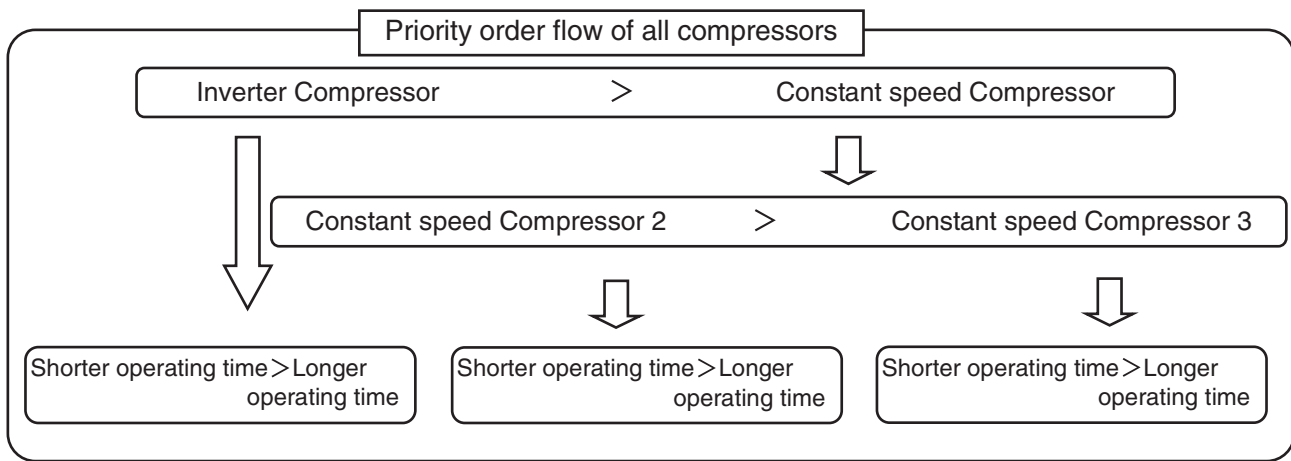 Priority order flow of all compressors
Inverter Compressor > Constant speed Compressor
Constant speed Compressor 2 > Constant speed Compressor 3
Shorter operating time>Longer
operating time
Shorter operating time>Longer
operating time
Shorter operating time>Longer
operating time